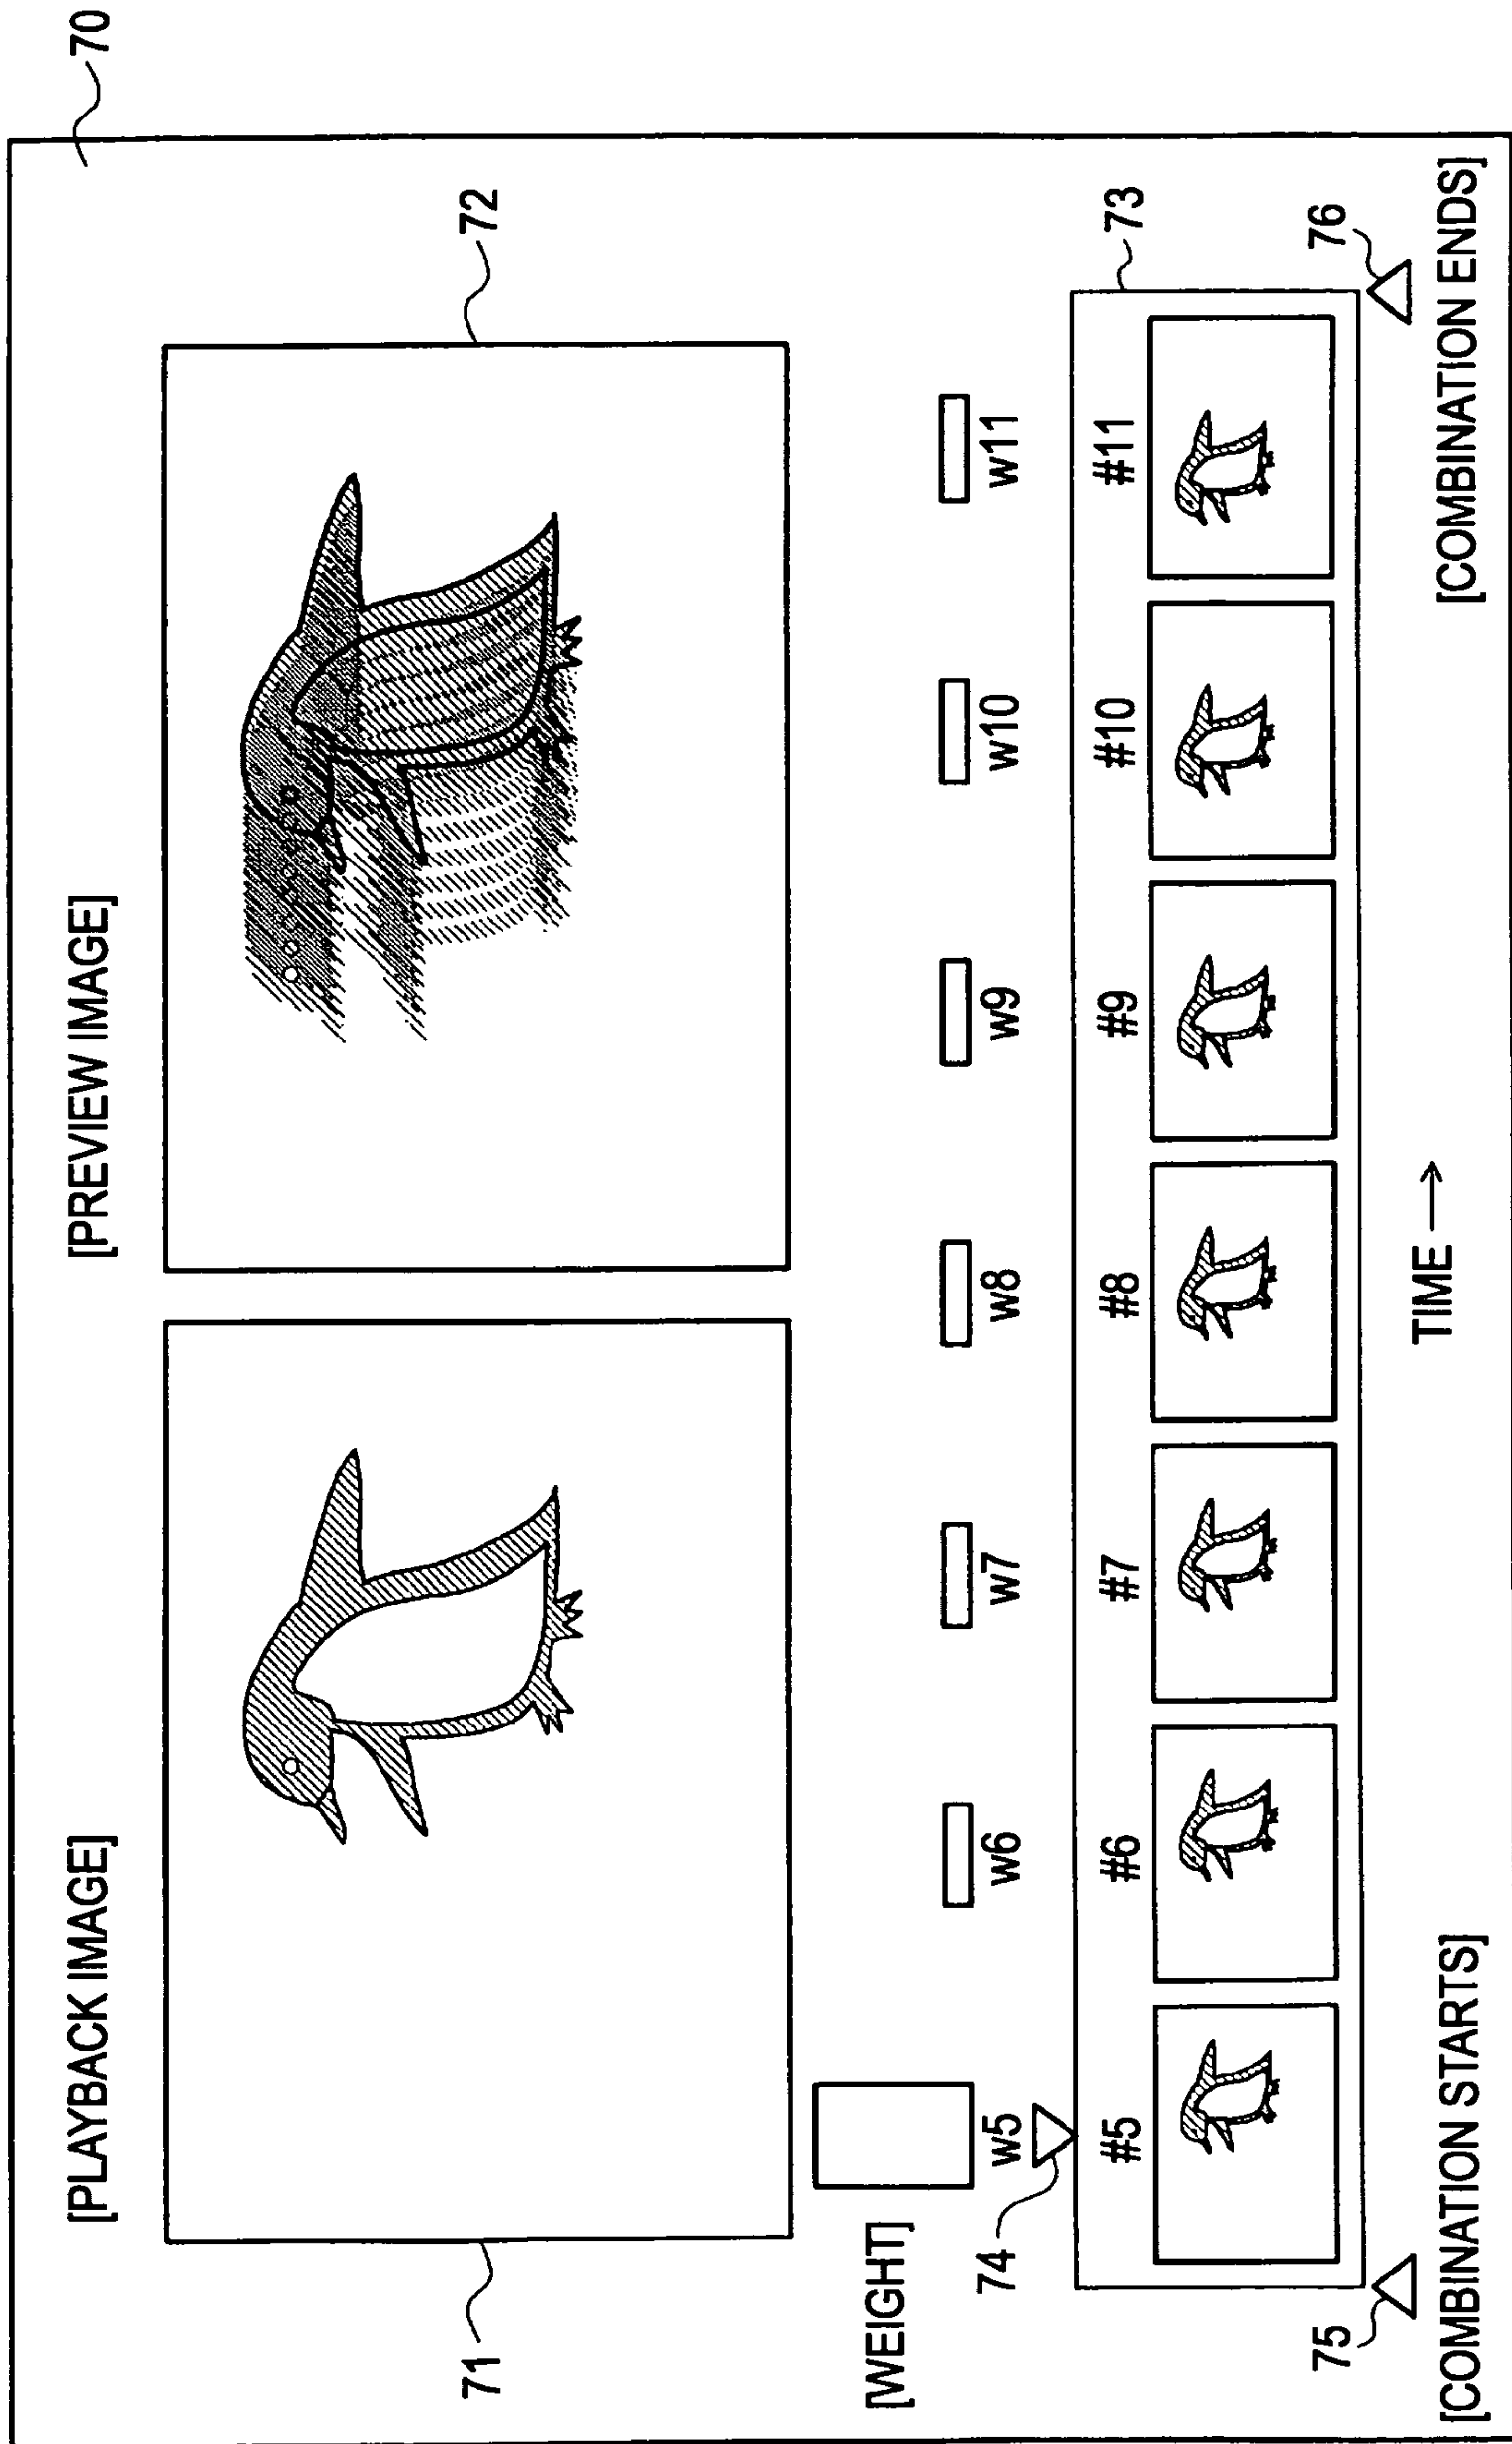 70
[PLAYBACK IMAGE]
[PREVIEW IMAGE]
71
72
[WEIGHT]
w5
w6
w7
w8
w9
w10
w11
74
73
#5
#6
#7
#8
#9
#10
#11
75
76
[COMBINATION STARTS]
TIME →
[COMBINATION ENDS]